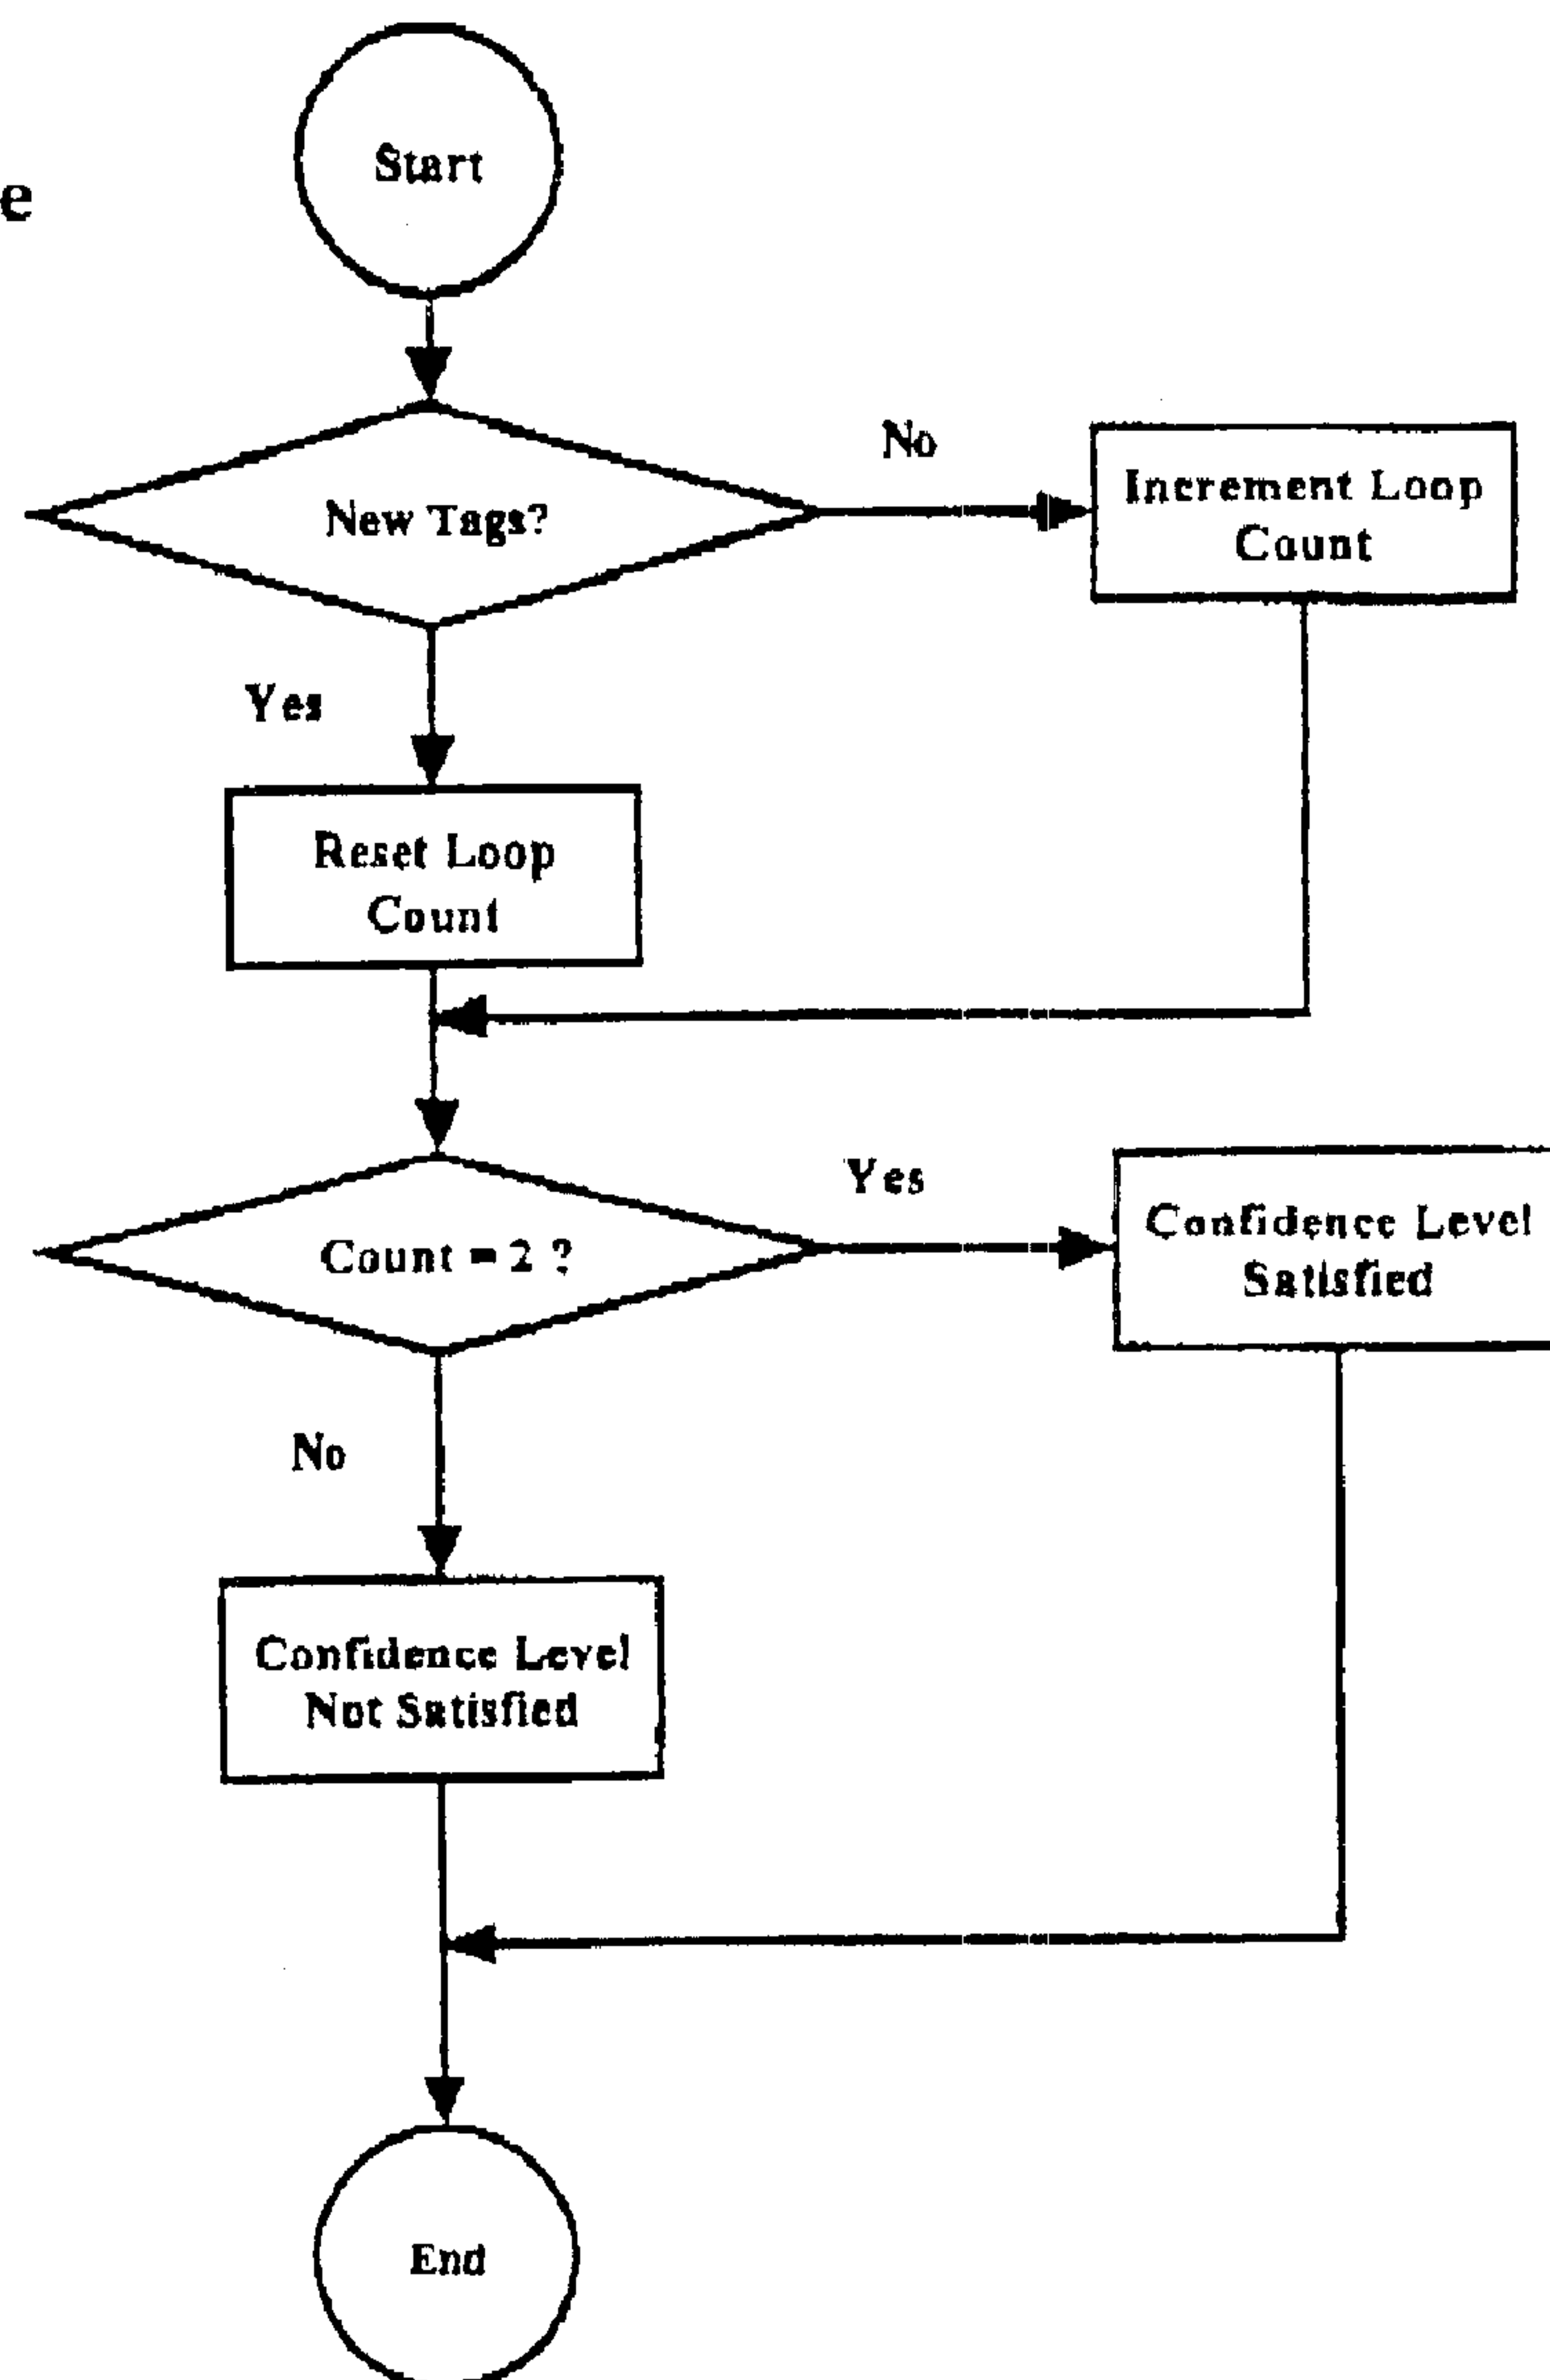 e
Start
New Tags?
No
Increment Loop
Count
Yes
Reset Loop
Count
Count = 2 ?
Yes
Confidence Level
Satisfied
No
Confidence Level
Not Satisfied
End